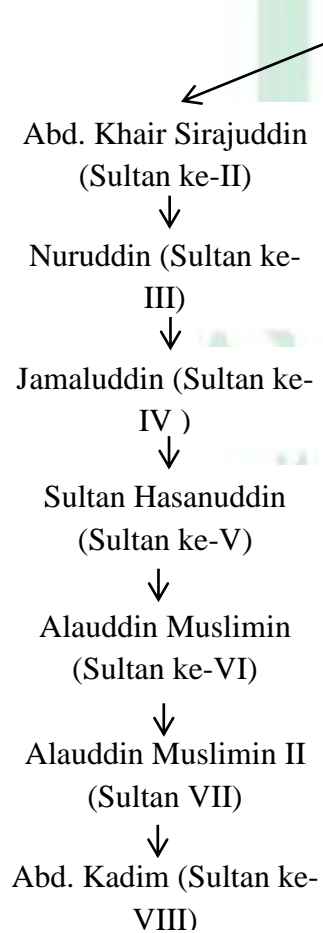 Abd. Khair Sirajuddin
(Sultan ke-II)
Nuruddin (Sultan ke-
III)
Jamaluddin (Sultan ke-
IV )
Sultan Hasanuddin
(Sultan ke-V)
Alauddin Muslimin
(Sultan ke-VI)
Alauddin Muslimin II
(Sultan VII)
Abd. Kadim (Sultan ke-
VIII)